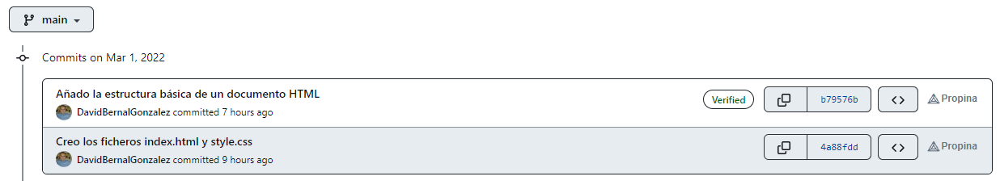 main
Commits on Mar 1, 2022
Añado la estructura básica de un documento HTML
DavidBernalGonzalez committed 7 hours ago
Verified
b79576b
<>
Propina
Creo los ficheros index.html y style.css
DavidBernalGonzalez committed 9 hours ago
4a88fdd
<>
Propina